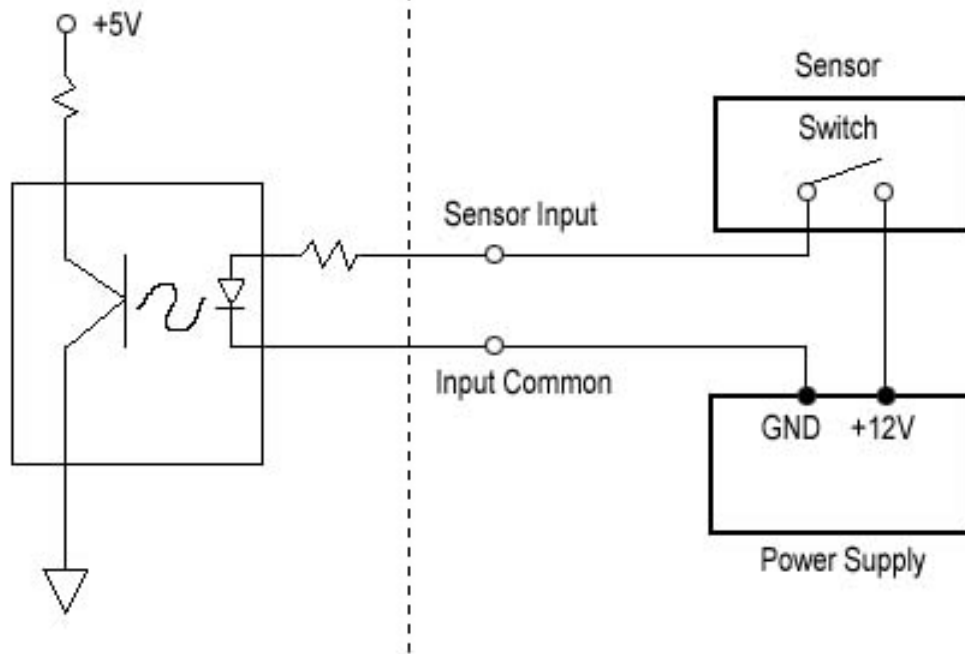 +5V
Sensor
Switch
Sensor Input
Input Common
GND +12V
Power Supply